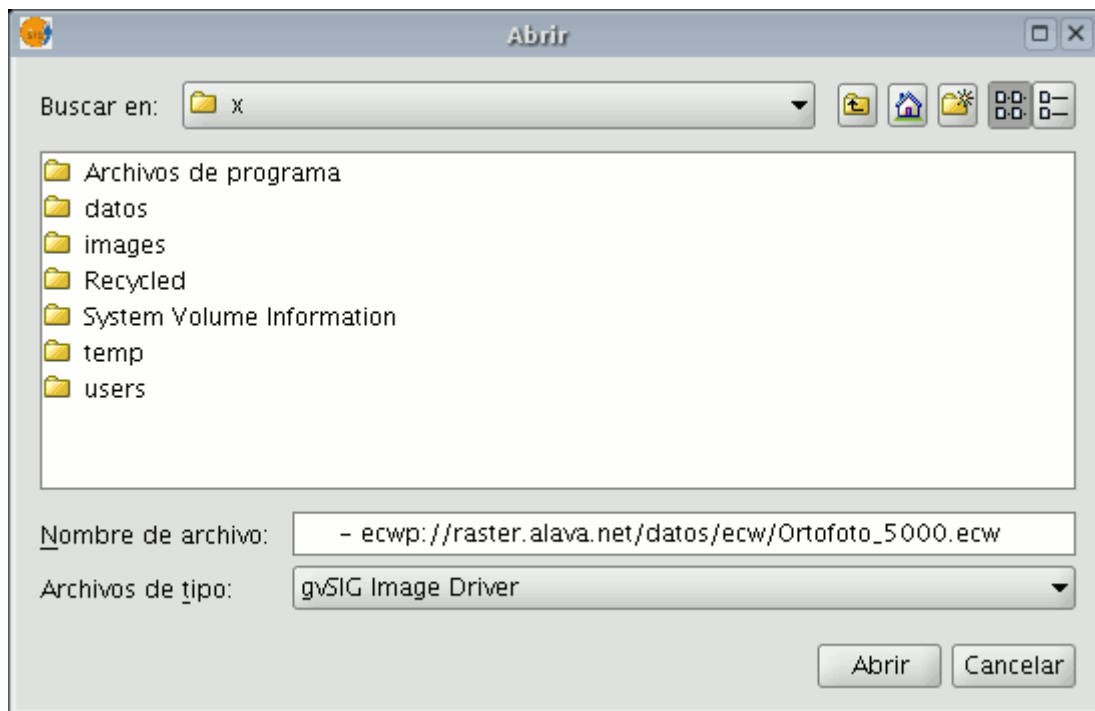 Abrir
Buscar en: x
Archivos de programa
datos
images
Recycled
System Volume Information
temp
users
Nombre de archivo: - ecwp://raster.alava.net/datos/ecw/Ortofoto_5000.ecw
Archivos de tipo: gvSIG Image Driver
Abrir Cancelar